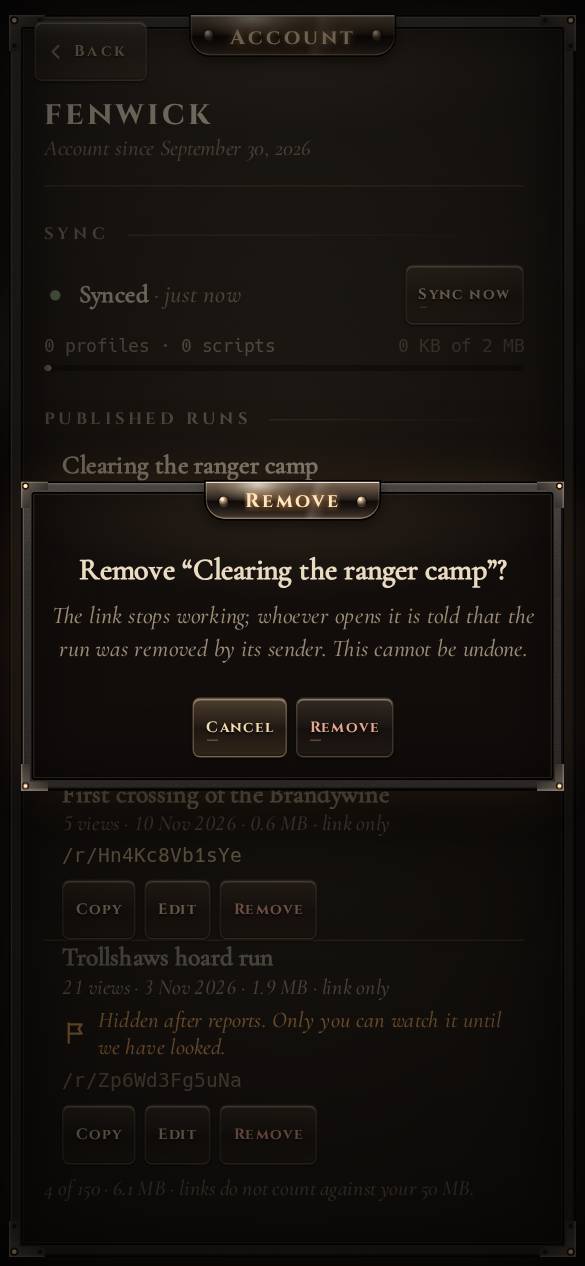 Back
Account
FENWICK
Account since September 30, 2026
SYNC
Synced · just now
Sync now
0 profiles · 0 scripts
0 KB of 2 MB
PUBLISHED RUNS
Clearing the ranger camp
Remove
Remove “Clearing the ranger camp”?
The link stops working; whoever opens it is told that the
run was removed by its sender. This cannot be undone.
Cancel
Remove
First crossing of the Brandywine
5 views · 10 Nov 2026 · 0.6 MB · link only
/r/Hn4Kc8Vb1sYe
Copy
Edit
Remove
Trollshaws hoard run
21 views · 3 Nov 2026 · 1.9 MB · link only
Hidden after reports. Only you can watch it until
we have looked.
/r/Zp6Wd3Fg5uNa
Copy
Edit
Remove
4 of 150 · 6.1 MB · links do not count against your 50 MB.